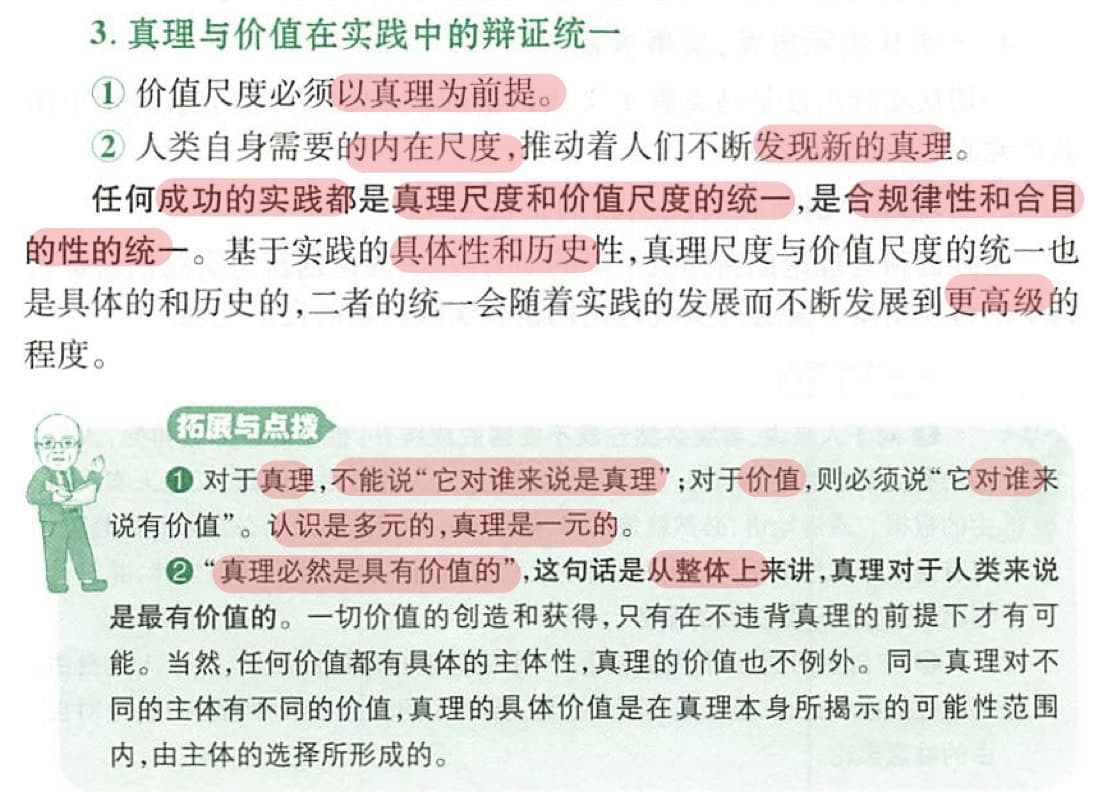 3. 真理与价值在实践中的辩证统一
① 价值尺度必须以真理为前提。
② 人类自身需要的内在尺度,推动着人们不断发现新的真理。
任何成功的实践都是真理尺度和价值尺度的统一,是合规律性和合目
的性的统一。基于实践的具体性和历史性,真理尺度与价值尺度的统一也
是具体的和历史的,二者的统一会随着实践的发展而不断发展到更高级的
程度。
拓展与点拨
❶ 对于真理,不能说“它对谁来说是真理”;对于价值,则必须说“它对谁来
说有价值”。认识是多元的,真理是一元的。
❷ “真理必然是具有价值的”,这句话是从整体上来讲,真理对于人类来说
是最有价值的。一切价值的创造和获得,只有在不违背真理的前提下才有可
能。当然,任何价值都有具体的主体性,真理的价值也不例外。同一真理对不
同的主体有不同的价值,真理的具体价值是在真理本身所揭示的可能性范围
内,由主体的选择所形成的。